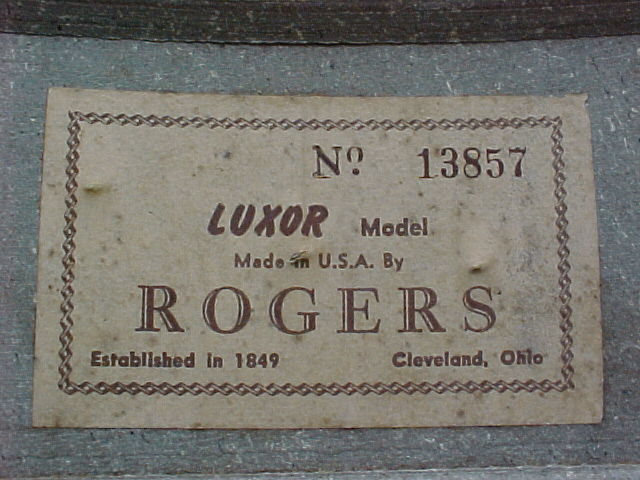 Nº 13857
LUXOR Model
Made in U.S.A. By
ROGERS
Established in 1849 Cleveland, Ohio